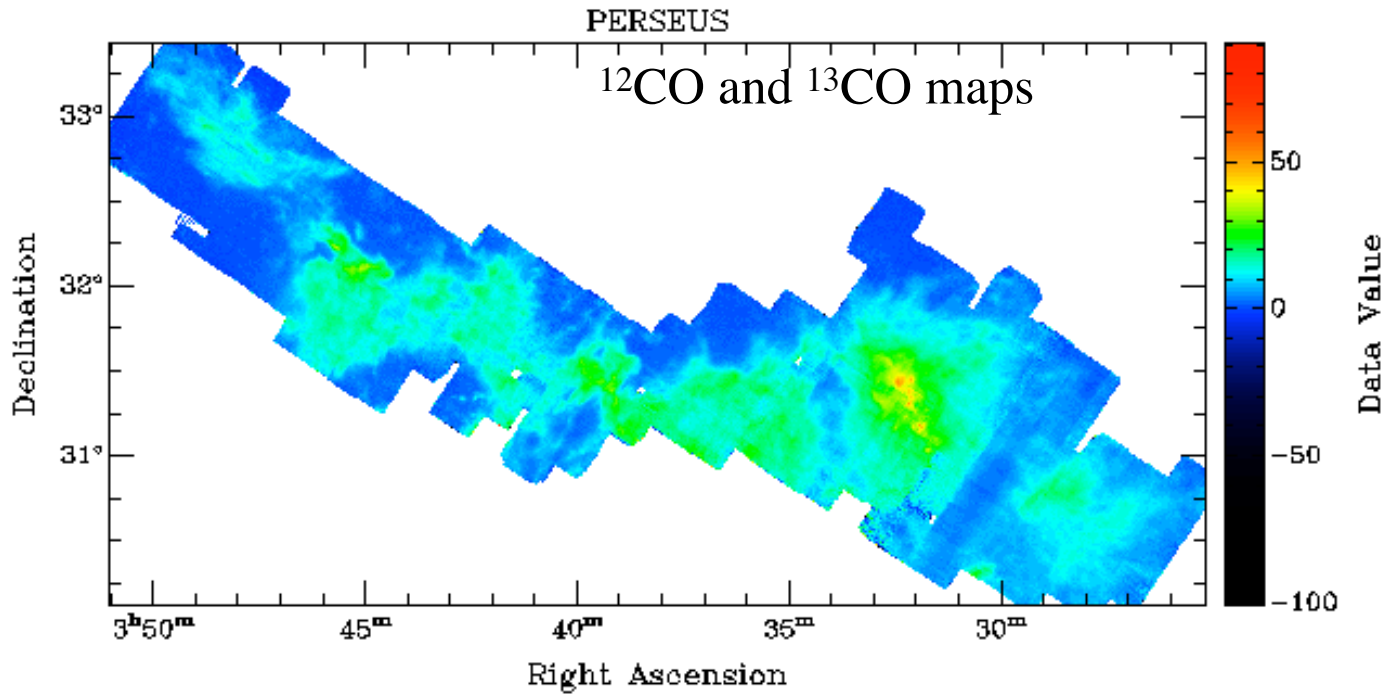 PERSEUS
¹²CO and ¹³CO maps
33°
32°
31°
Declination
3ʰ50ᵐ 45ᵐ 40ᵐ 35ᵐ 30ᵐ
Right Ascension
50
0
−50
−100
Data Value